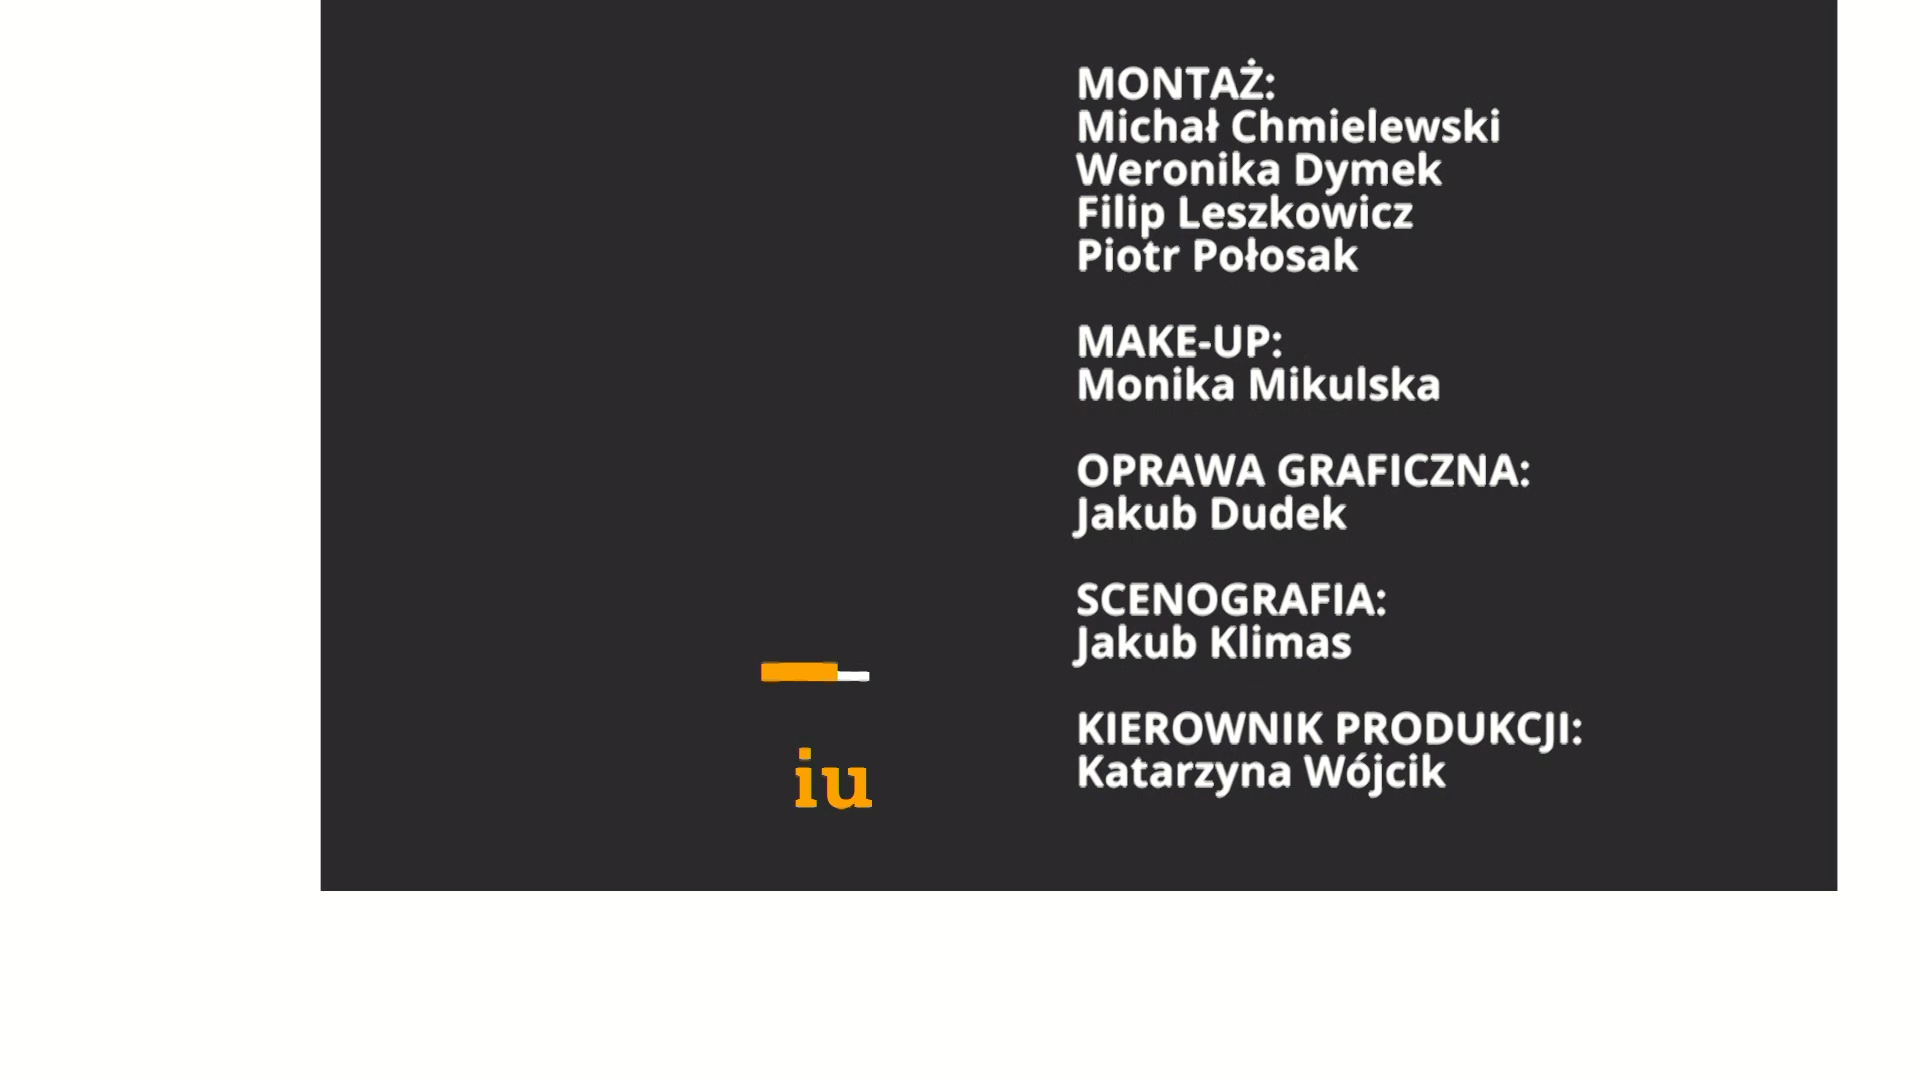 MONTAŻ:
Michał Chmielewski
Weronika Dymek
Filip Leszkowicz
Piotr Połosak
MAKE-UP:
Monika Mikulska
OPRAWA GRAFICZNA:
Jakub Dudek
SCENOGRAFIA:
Jakub Klimas
KIEROWNIK PRODUKCJI:
Katarzyna Wójcik
iu